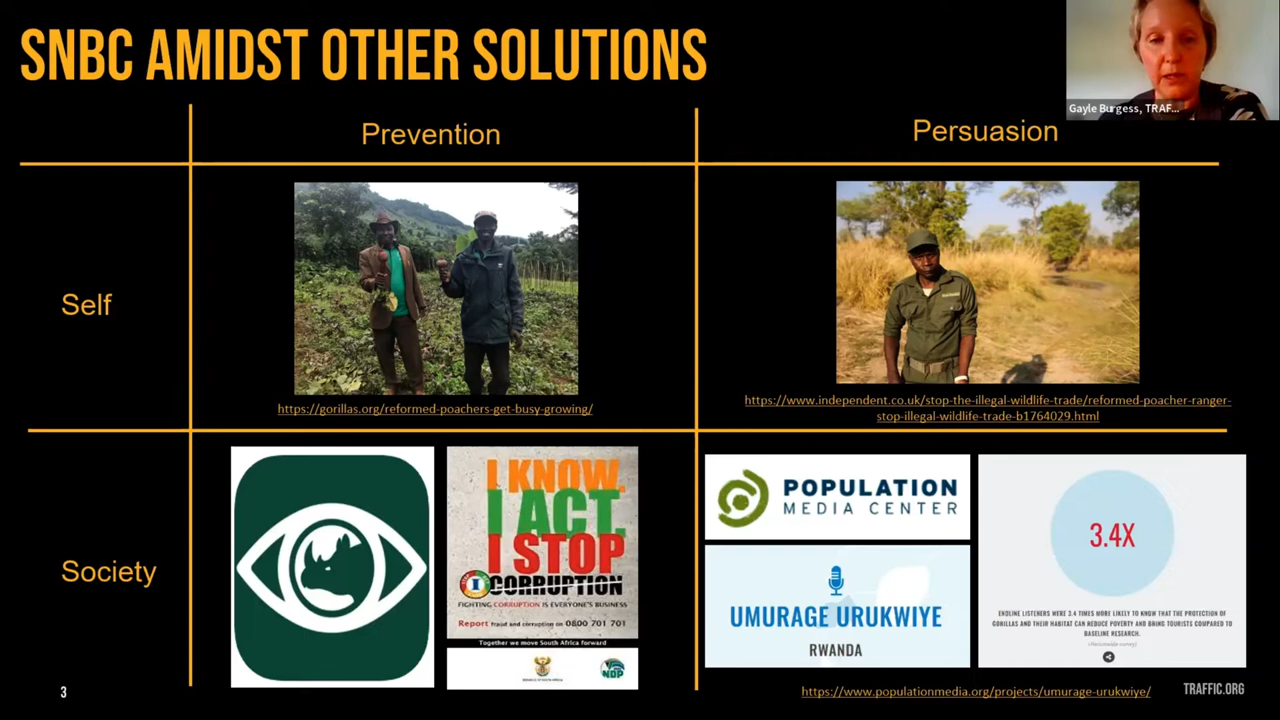 SNBC AMIDST OTHER SOLUTIONS
Gayle Burgess, TRAF...
Prevention
Persuasion
Self
https://gorillas.org/reformed-poachers-get-busy-growing/
https://www.independent.co.uk/stop-the-illegal-wildlife-trade/reformed-poacher-ranger-
stop-illegal-wildlife-trade-b1764029.html
Society
I KNOW.
I ACT.
I STOP
CORRUPTION
FIGHTING CORRUPTION IS EVERYONE'S BUSINESS
Report fraud and corruption on 0800 701 701
Together we move South Africa forward
NDP
POPULATION
MEDIA CENTER
UMURAGE URUKWIYE
RWANDA
3.4X
ENDLINE LISTENERS WERE 3.4 TIMES MORE LIKELY TO KNOW THAT THE PROTECTION OF
GORILLAS AND THEIR HABITAT CAN REDUCE POVERTY AND BRING TOURISTS COMPARED TO
BASELINE RESEARCH.
(Nationwide survey)
https://www.populationmedia.org/projects/umurage-urukwiye/
3
TRAFFIC.ORG